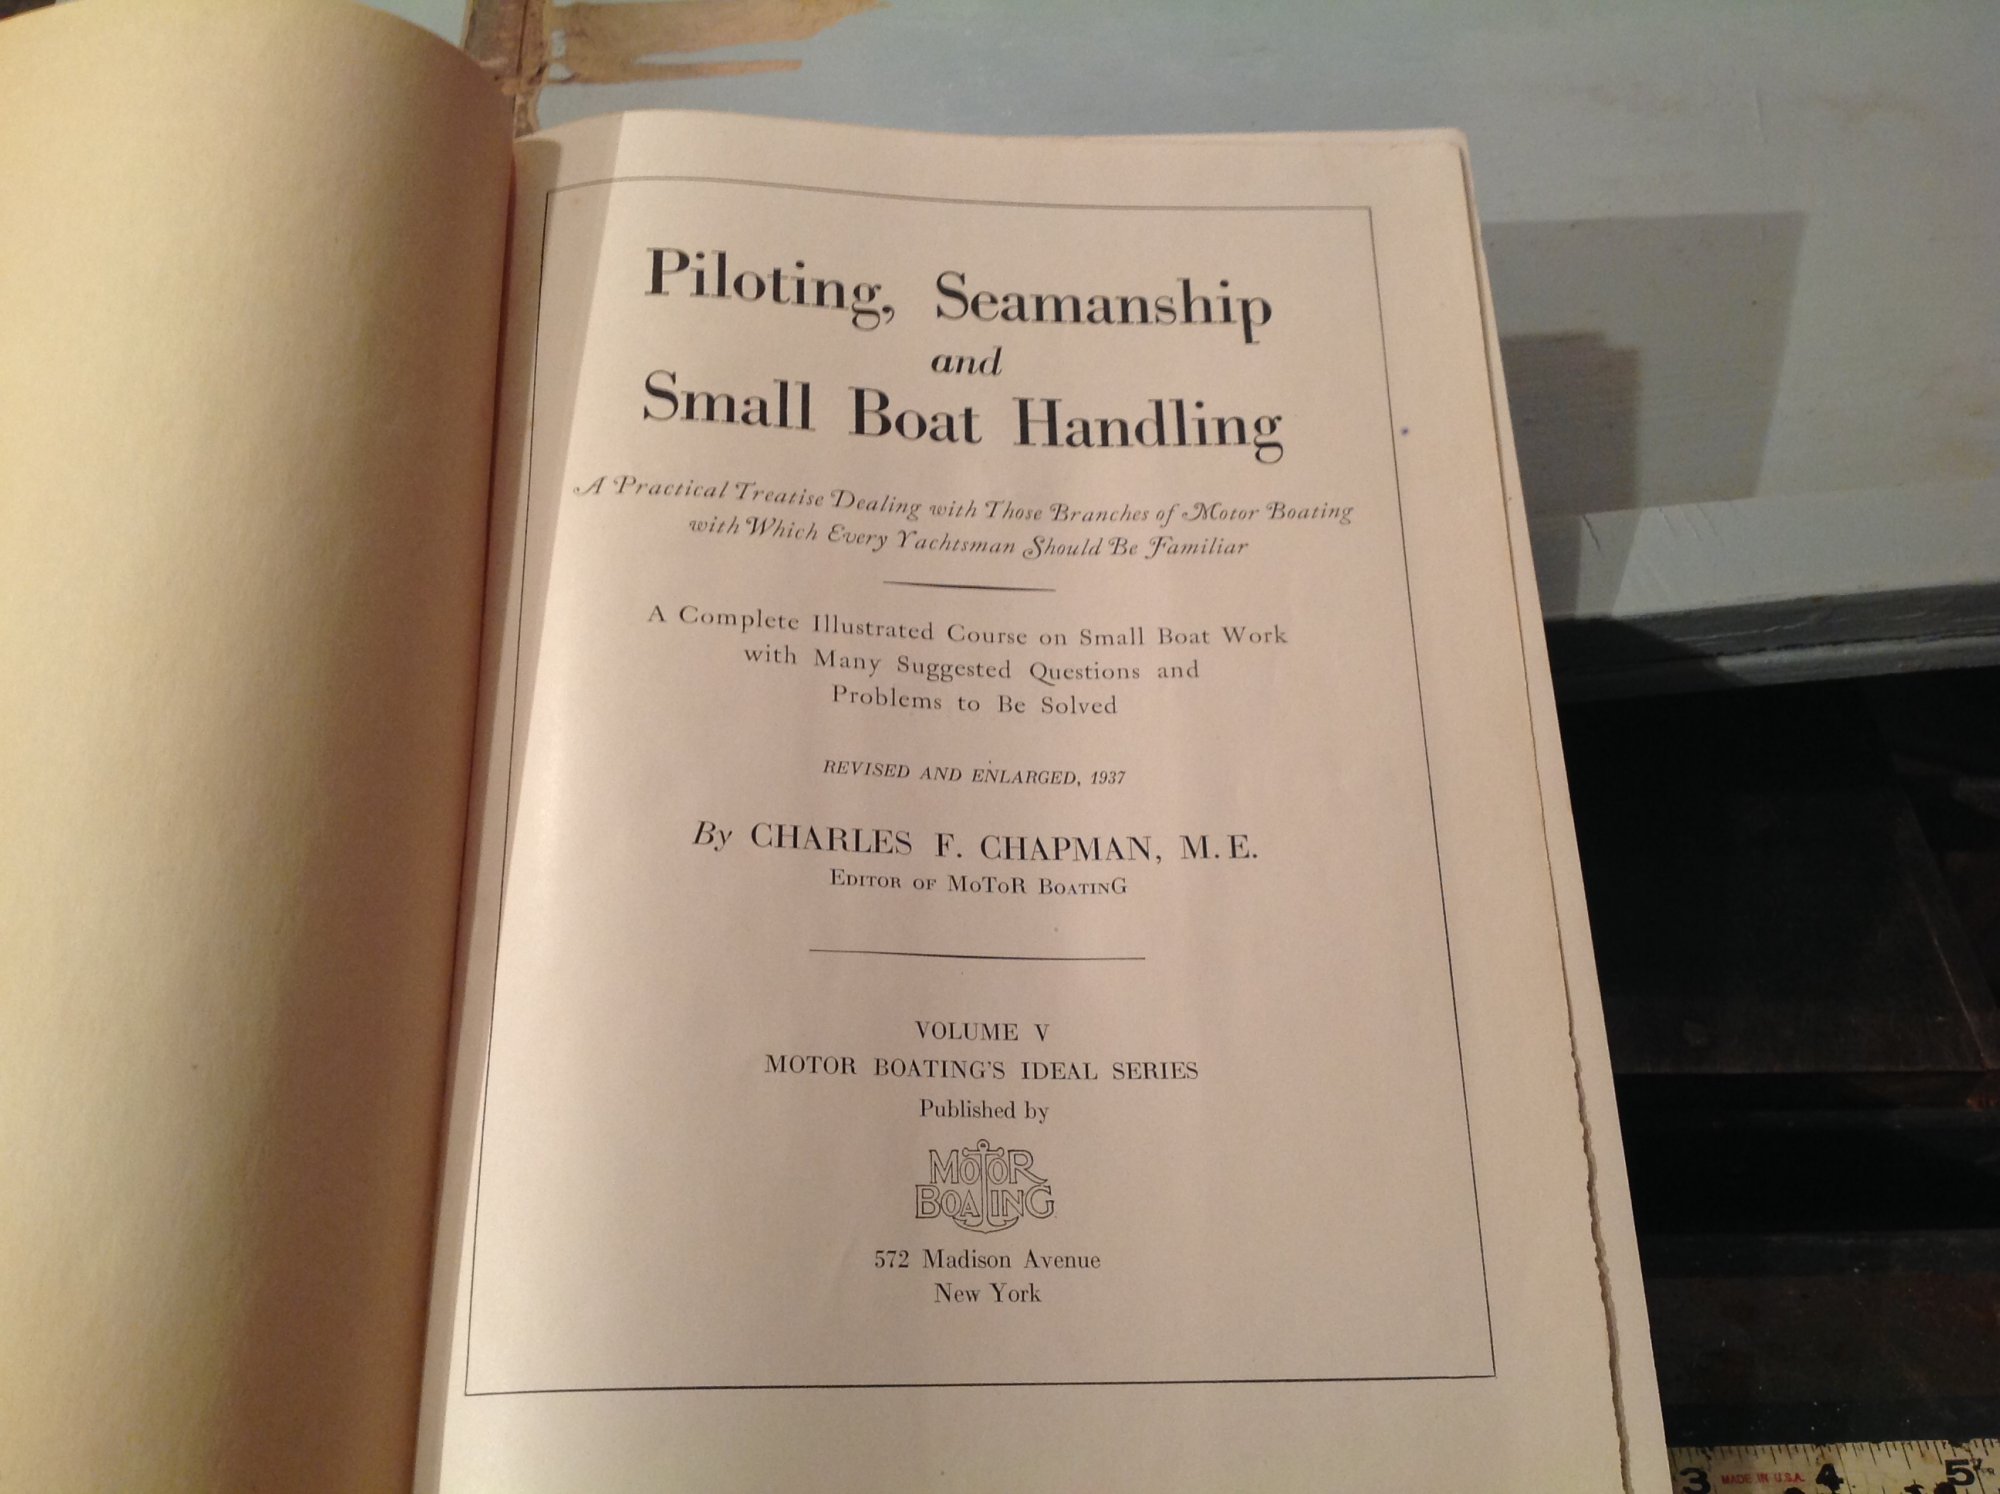 Piloting, Seamanship
and
Small Boat Handling
A Practical Treatise Dealing with Those Branches of Motor Boating
with Which Every Yachtsman Should Be Familiar
A Complete Illustrated Course on Small Boat Work
with Many Suggested Questions and
Problems to Be Solved
REVISED AND ENLARGED, 1937
By CHARLES F. CHAPMAN, M. E.
EDITOR OF MoToR BOATING
VOLUME V
MOTOR BOATING'S IDEAL SERIES
Published by
MOTOR
BOATING
572 Madison Avenue
New York
3 MADE IN U.S.A. 4 5